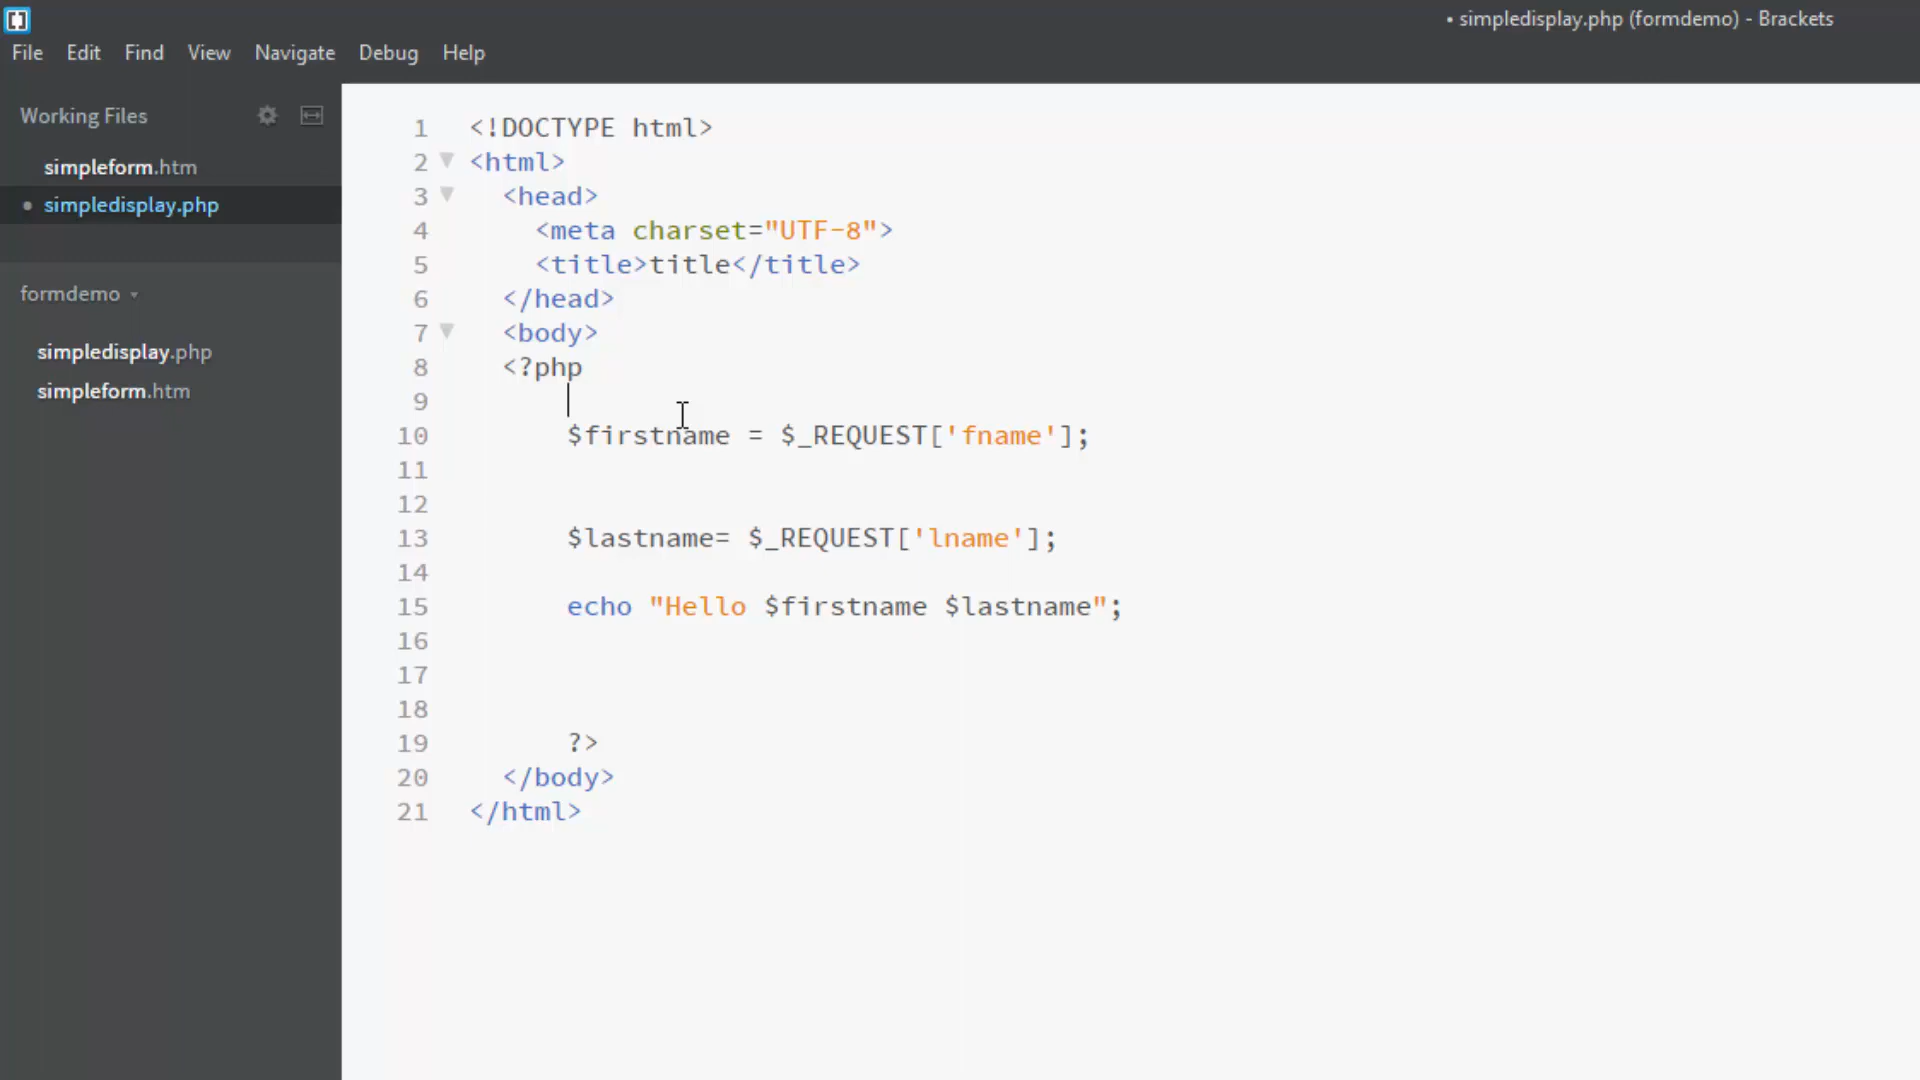 • simpledisplay.php (formdemo) - Brackets
File Edit Find View Navigate Debug Help
Working Files
simpleform.htm
• simpledisplay.php
formdemo
simpledisplay.php
simpleform.htm
1 <!DOCTYPE html>
2 <html>
3 <head>
4 <meta charset="UTF-8">
5 <title>title</title>
6 </head>
7 <body>
8 <?php
9
10 $firstname = $_REQUEST['fname'];
11
12
13 $lastname= $_REQUEST['lname'];
14
15 echo "Hello $firstname $lastname";
16
17
18
19 ?>
20 </body>
21 </html>